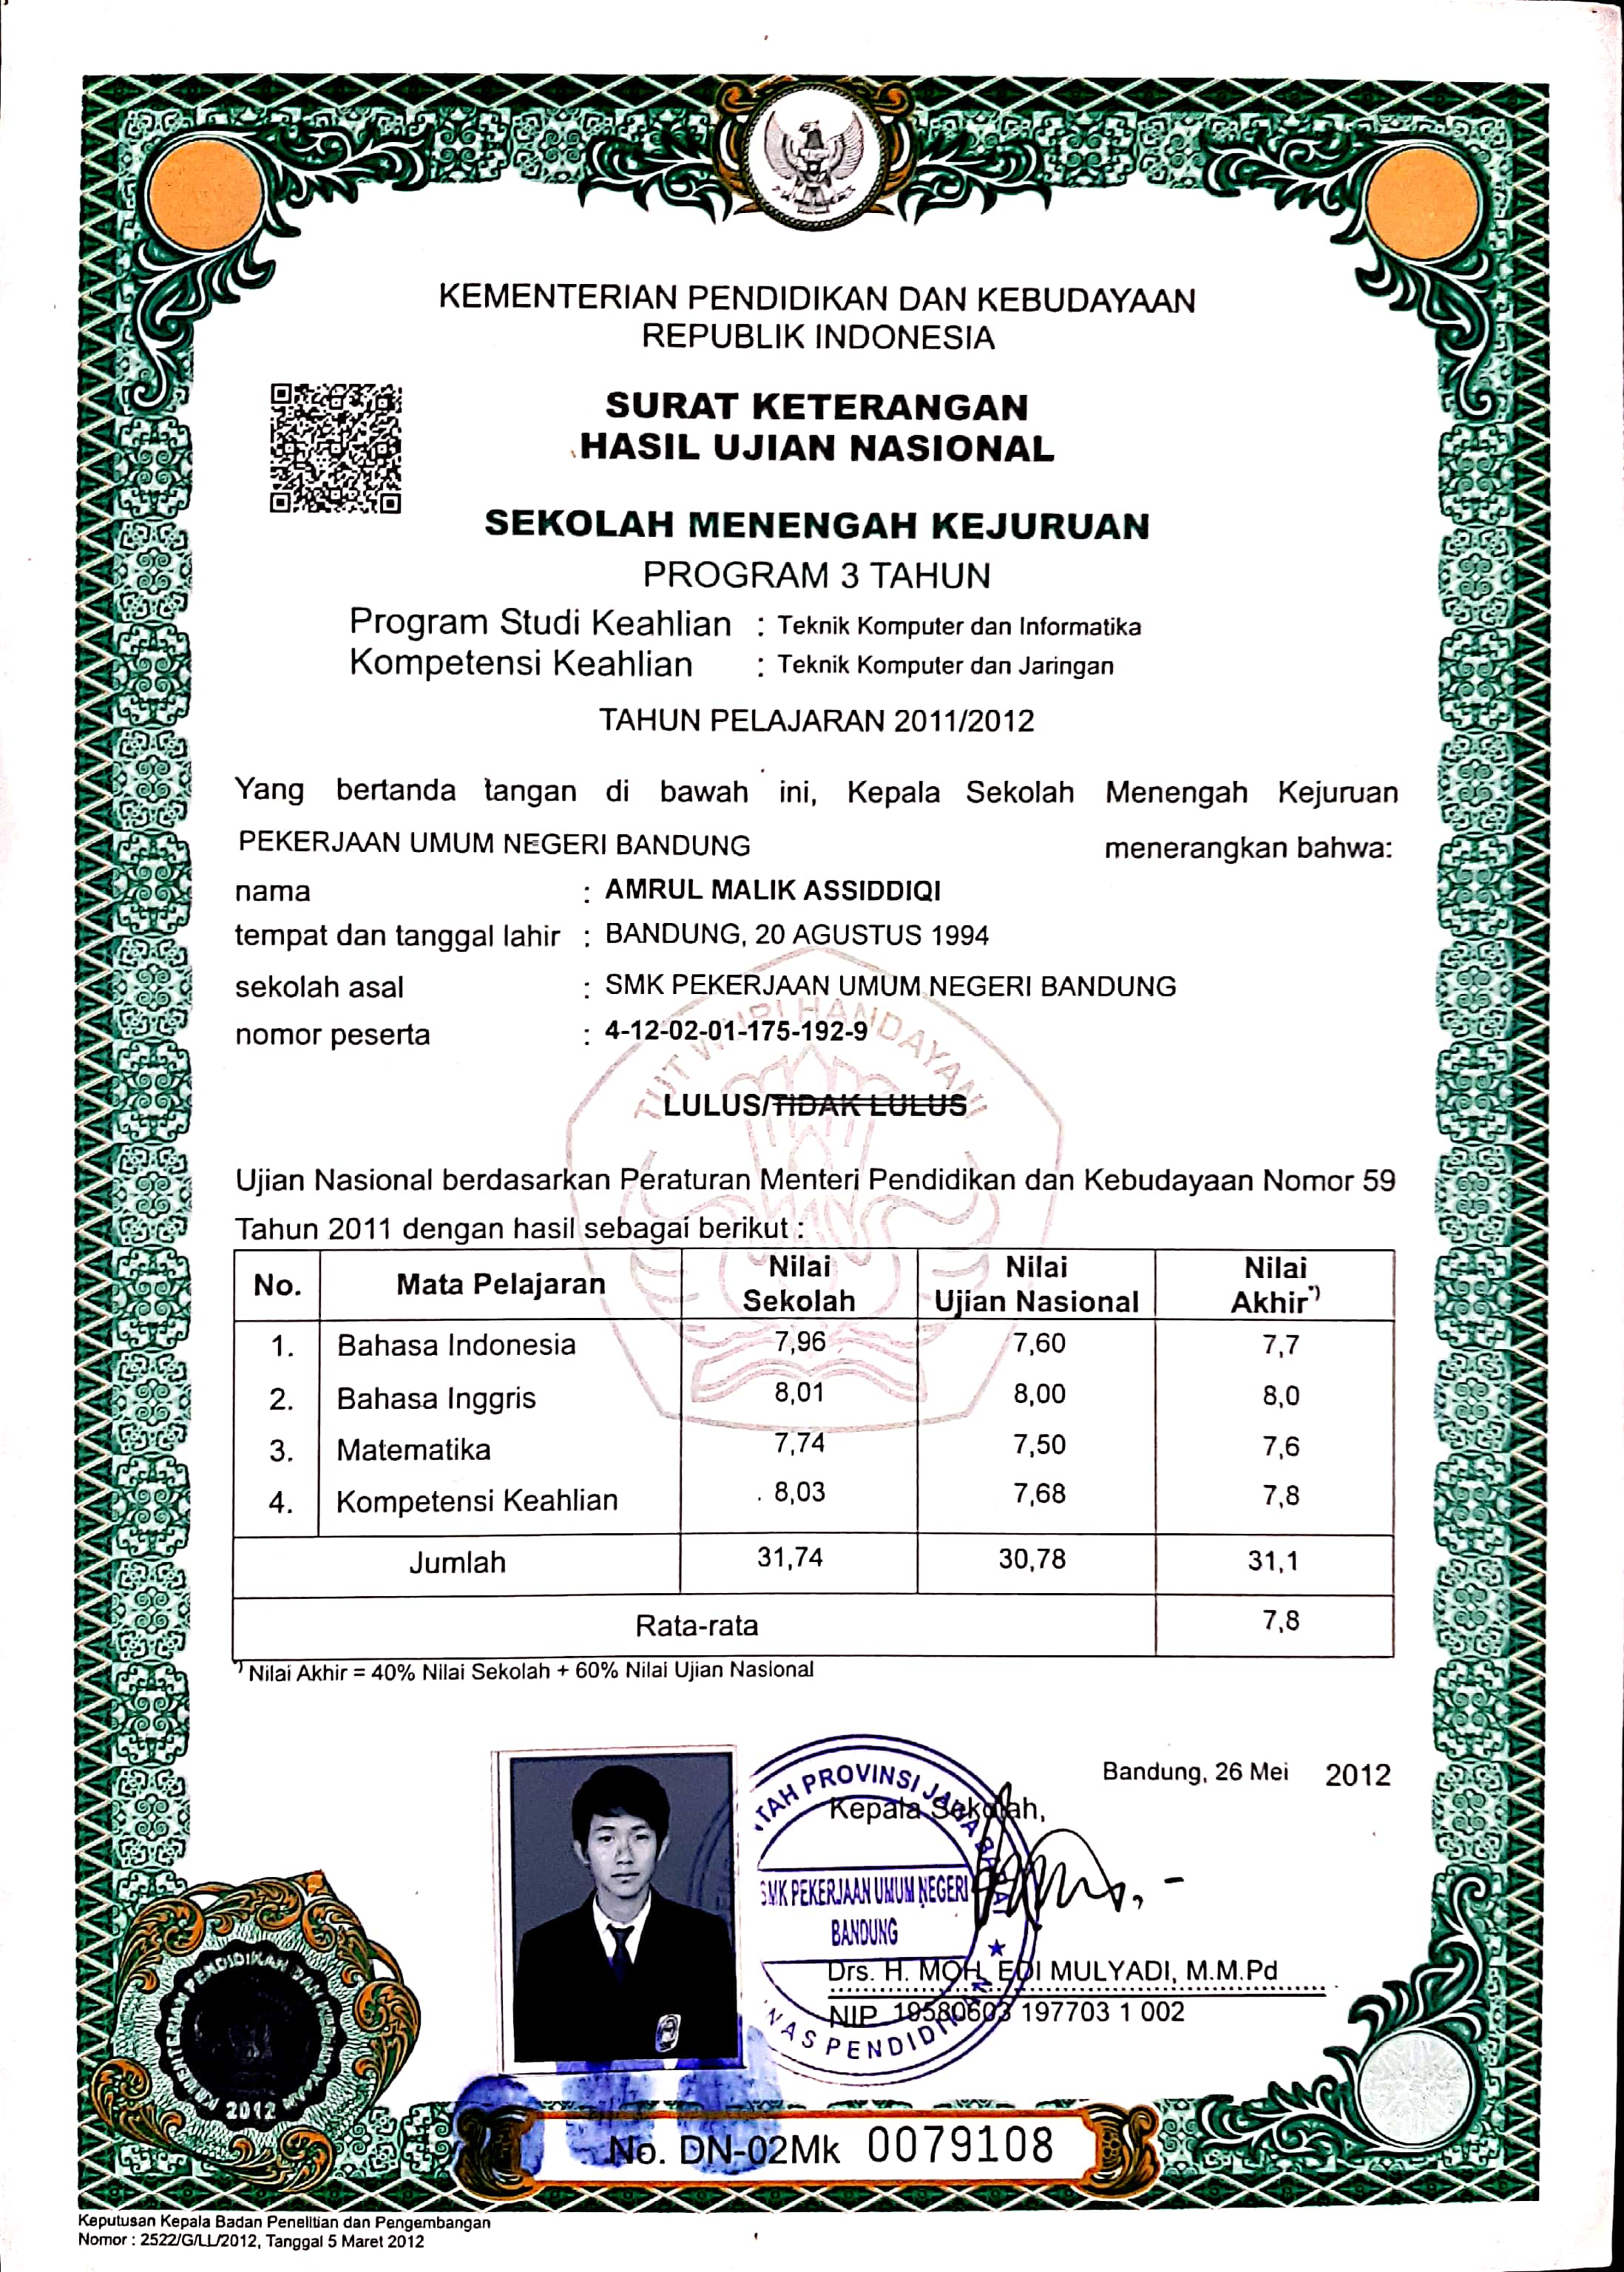 KEMENTERIAN PENDIDIKAN DAN KEBUDAYAAN
REPUBLIK INDONESIA
SURAT KETERANGAN
HASIL UJIAN NASIONAL
SEKOLAH MENENGAH KEJURUAN
PROGRAM 3 TAHUN
Program Studi Keahlian : Teknik Komputer dan Informatika
Kompetensi Keahlian : Teknik Komputer dan Jaringan
TAHUN PELAJARAN 2011/2012
Yang bertanda tangan di bawah ini, Kepala Sekolah Menengah Kejuruan
PEKERJAAN UMUM NEGERI BANDUNG menerangkan bahwa:
nama : AMRUL MALIK ASSIDDIQI
tempat dan tanggal lahir : BANDUNG, 20 AGUSTUS 1994
sekolah asal : SMK PEKERJAAN UMUM NEGERI BANDUNG
TUT WURI HANDAYANI
nomor peserta : 4-12-02-01-175-192-9
LULUS/TIDAK LULUS
Ujian Nasional berdasarkan Peraturan Menteri Pendidikan dan Kebudayaan Nomor 59
Tahun 2011 dengan hasil sebagai berikut :
No. Mata Pelajaran Nilai Sekolah Nilai Ujian Nasional Nilai Akhir*)
1. Bahasa Indonesia 7,96 7,60 7,7
2. Bahasa Inggris 8,01 8,00 8,0
3. Matematika 7,74 7,50 7,6
4. Kompetensi Keahlian 8,03 7,68 7,8
Jumlah 31,74 30,78 31,1
Rata-rata 7,8
*) Nilai Akhir = 40% Nilai Sekolah + 60% Nilai Ujian Nasional
Bandung, 26 Mei 2012
Kepala Sekolah,
TAH PROVINSI JAWA BARAT
SMK PEKERJAAN UMUM NEGERI
BANDUNG
NAS PENDIDIKAN
Drs. H. MOH. EDI MULYADI, M.M.Pd
NIP 19580603 197703 1 002
PENDIDIKAN DAN
2012
No. DN-02Mk 0079108
Keputusan Kepala Badan Penelitian dan Pengembangan
Nomor : 2522/G/LL/2012, Tanggal 5 Maret 2012